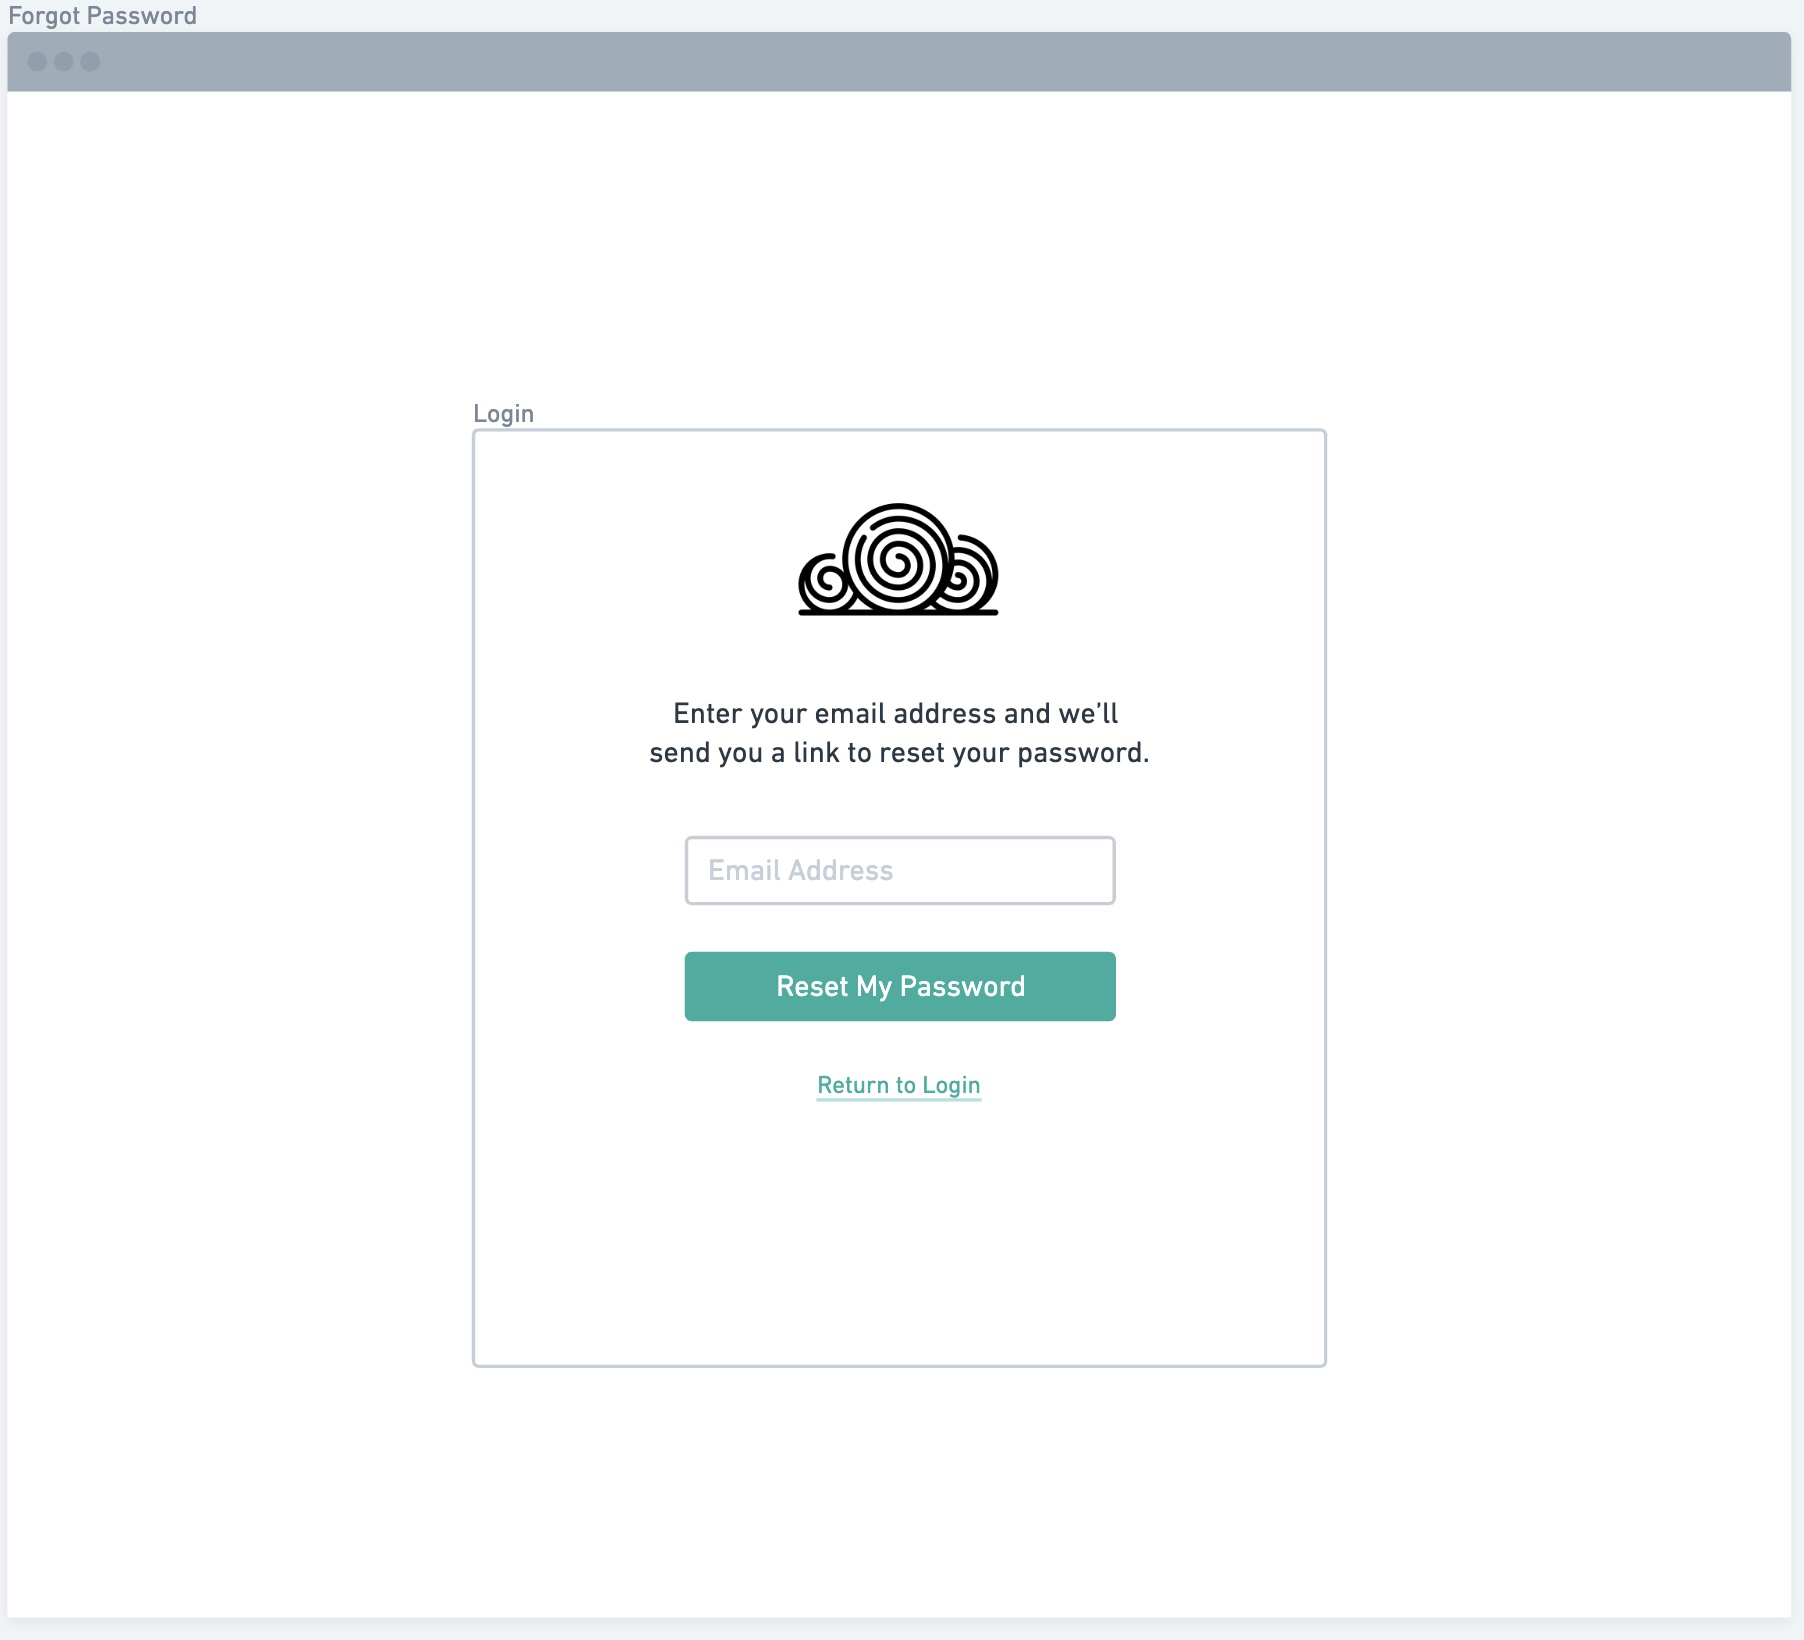 Forgot Password
Login
Enter your email address and we’ll
send you a link to reset your password.
Email Address
Reset My Password
Return to Login